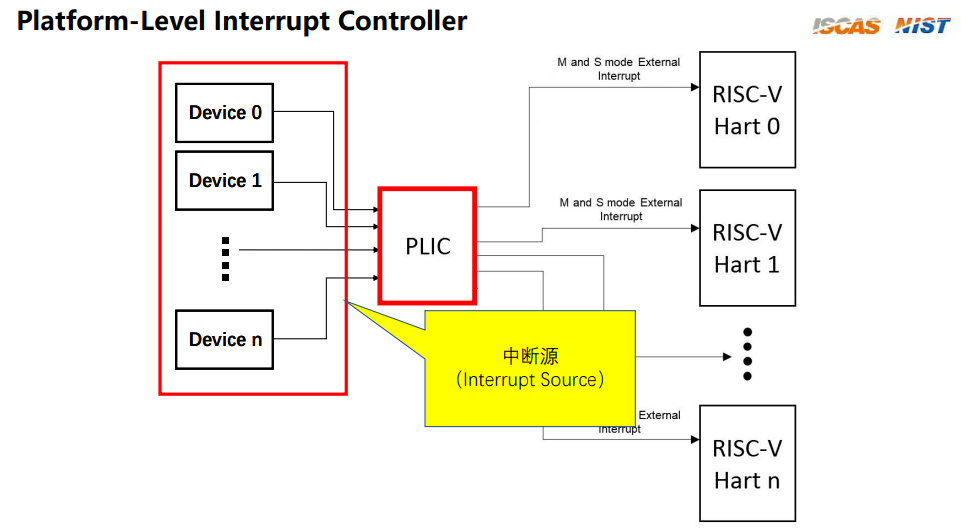 Platform-Level Interrupt Controller
ISCAS NIST
Device 0
Device 1
Device n
PLIC
M and S mode External
Interrupt
M and S mode External
Interrupt
中断源
（Interrupt Source）
External
Interrupt
RISC-V
Hart 0
RISC-V
Hart 1
RISC-V
Hart n